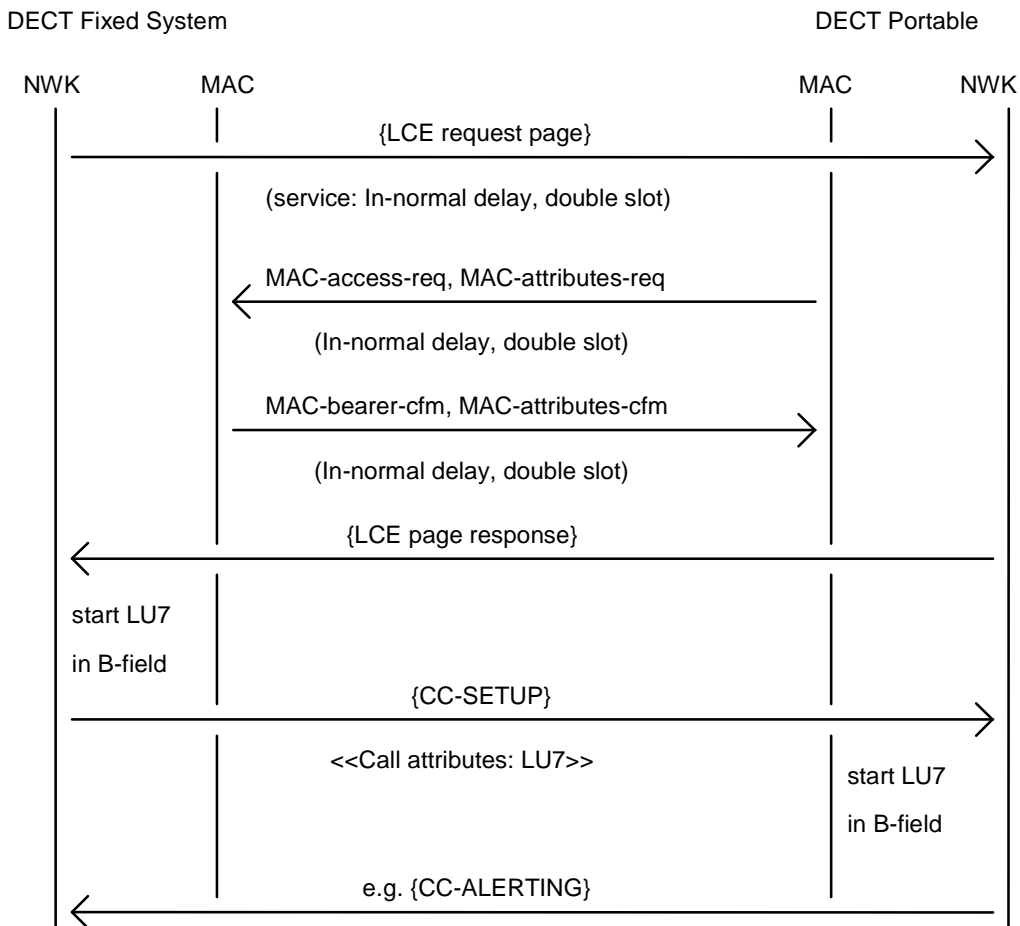 DECT Fixed System DECT Portable
NWK MAC MAC NWK
{LCE request page}
(service: In-normal delay, double slot)
MAC-access-req, MAC-attributes-req
(In-normal delay, double slot)
MAC-bearer-cfm, MAC-attributes-cfm
(In-normal delay, double slot)
{LCE page response}
start LU7
in B-field
{CC-SETUP}
<<Call attributes: LU7>>
start LU7
in B-field
e.g. {CC-ALERTING}